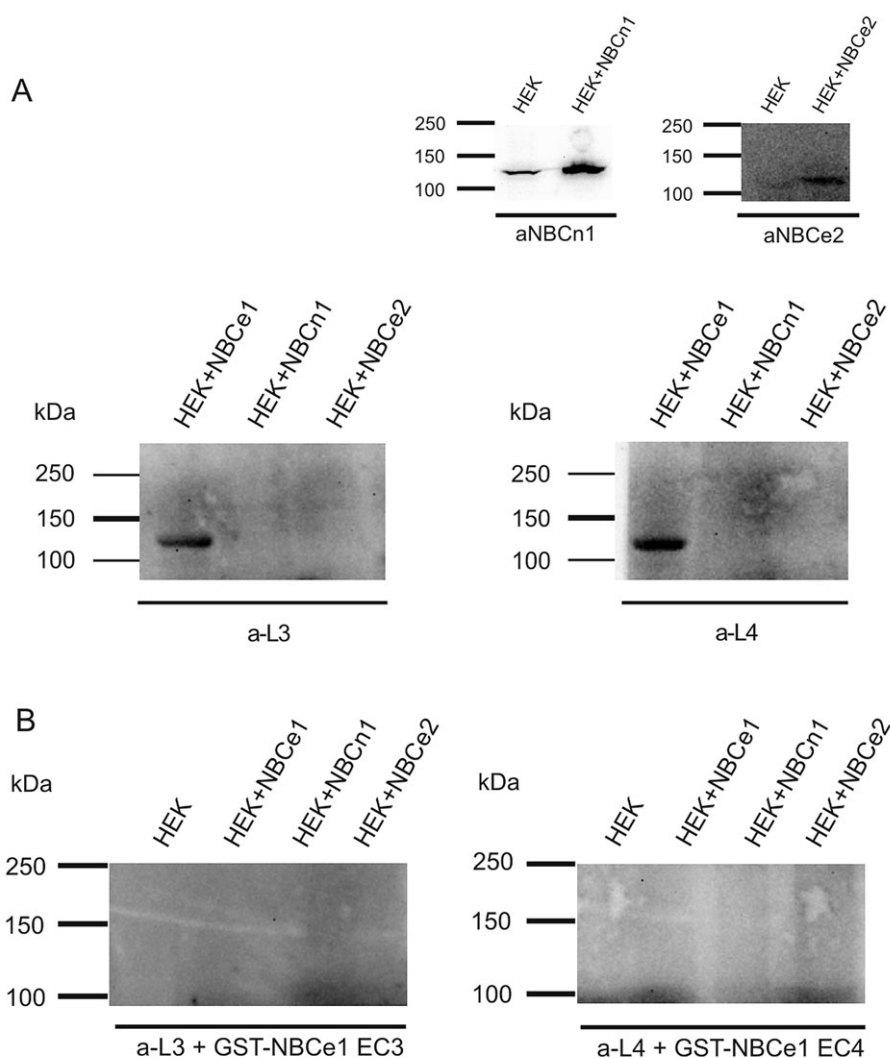 A
HEK
HEK+NBCn1
250
150
100
aNBCn1
HEK
HEK+NBCe2
250
150
100
aNBCe2
kDa
HEK+NBCe1
HEK+NBCn1
HEK+NBCe2
250
150
100
a-L3
HEK+NBCe1
HEK+NBCn1
HEK+NBCe2
kDa
250
150
100
a-L4
B
kDa
HEK
HEK+NBCe1
HEK+NBCn1
HEK+NBCe2
250
150
100
a-L3 + GST-NBCe1 EC3
kDa
HEK
HEK+NBCe1
HEK+NBCn1
HEK+NBCe2
250
150
100
a-L4 + GST-NBCe1 EC4